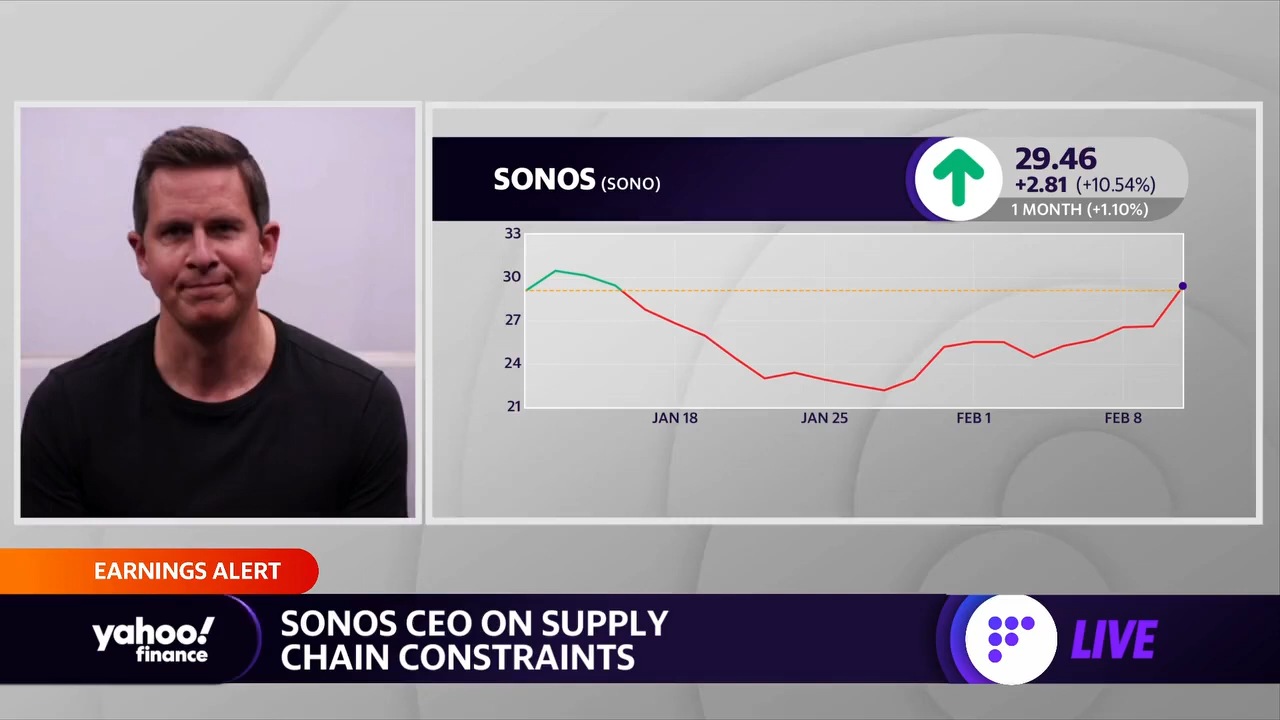 SONOS (SONO)
29.46
+2.81 (+10.54%)
1 MONTH (+1.10%)
33
30
27
24
21
JAN 18
JAN 25
FEB 1
FEB 8
EARNINGS ALERT
yahoo!
finance
SONOS CEO ON SUPPLY
CHAIN CONSTRAINTS
LIVE